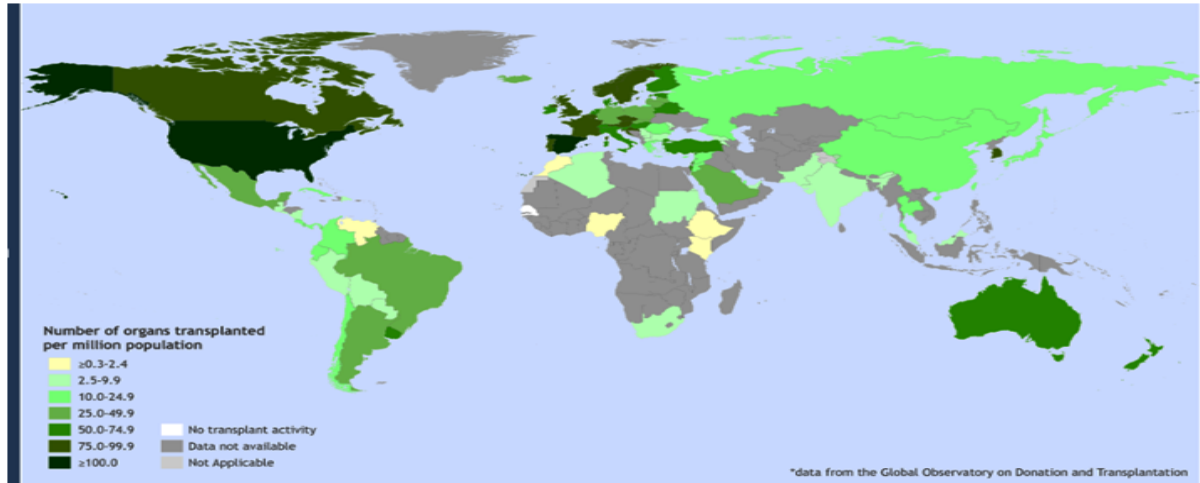 Number of organs transplanted
per million population
≥0.3-2.4
2.5-9.9
10.0-24.9
25.0-49.9
50.0-74.9
75.0-99.9
≥100.0
No transplant activity
Data not available
Not Applicable
*data from the Global Observatory on Donation and Transplantation